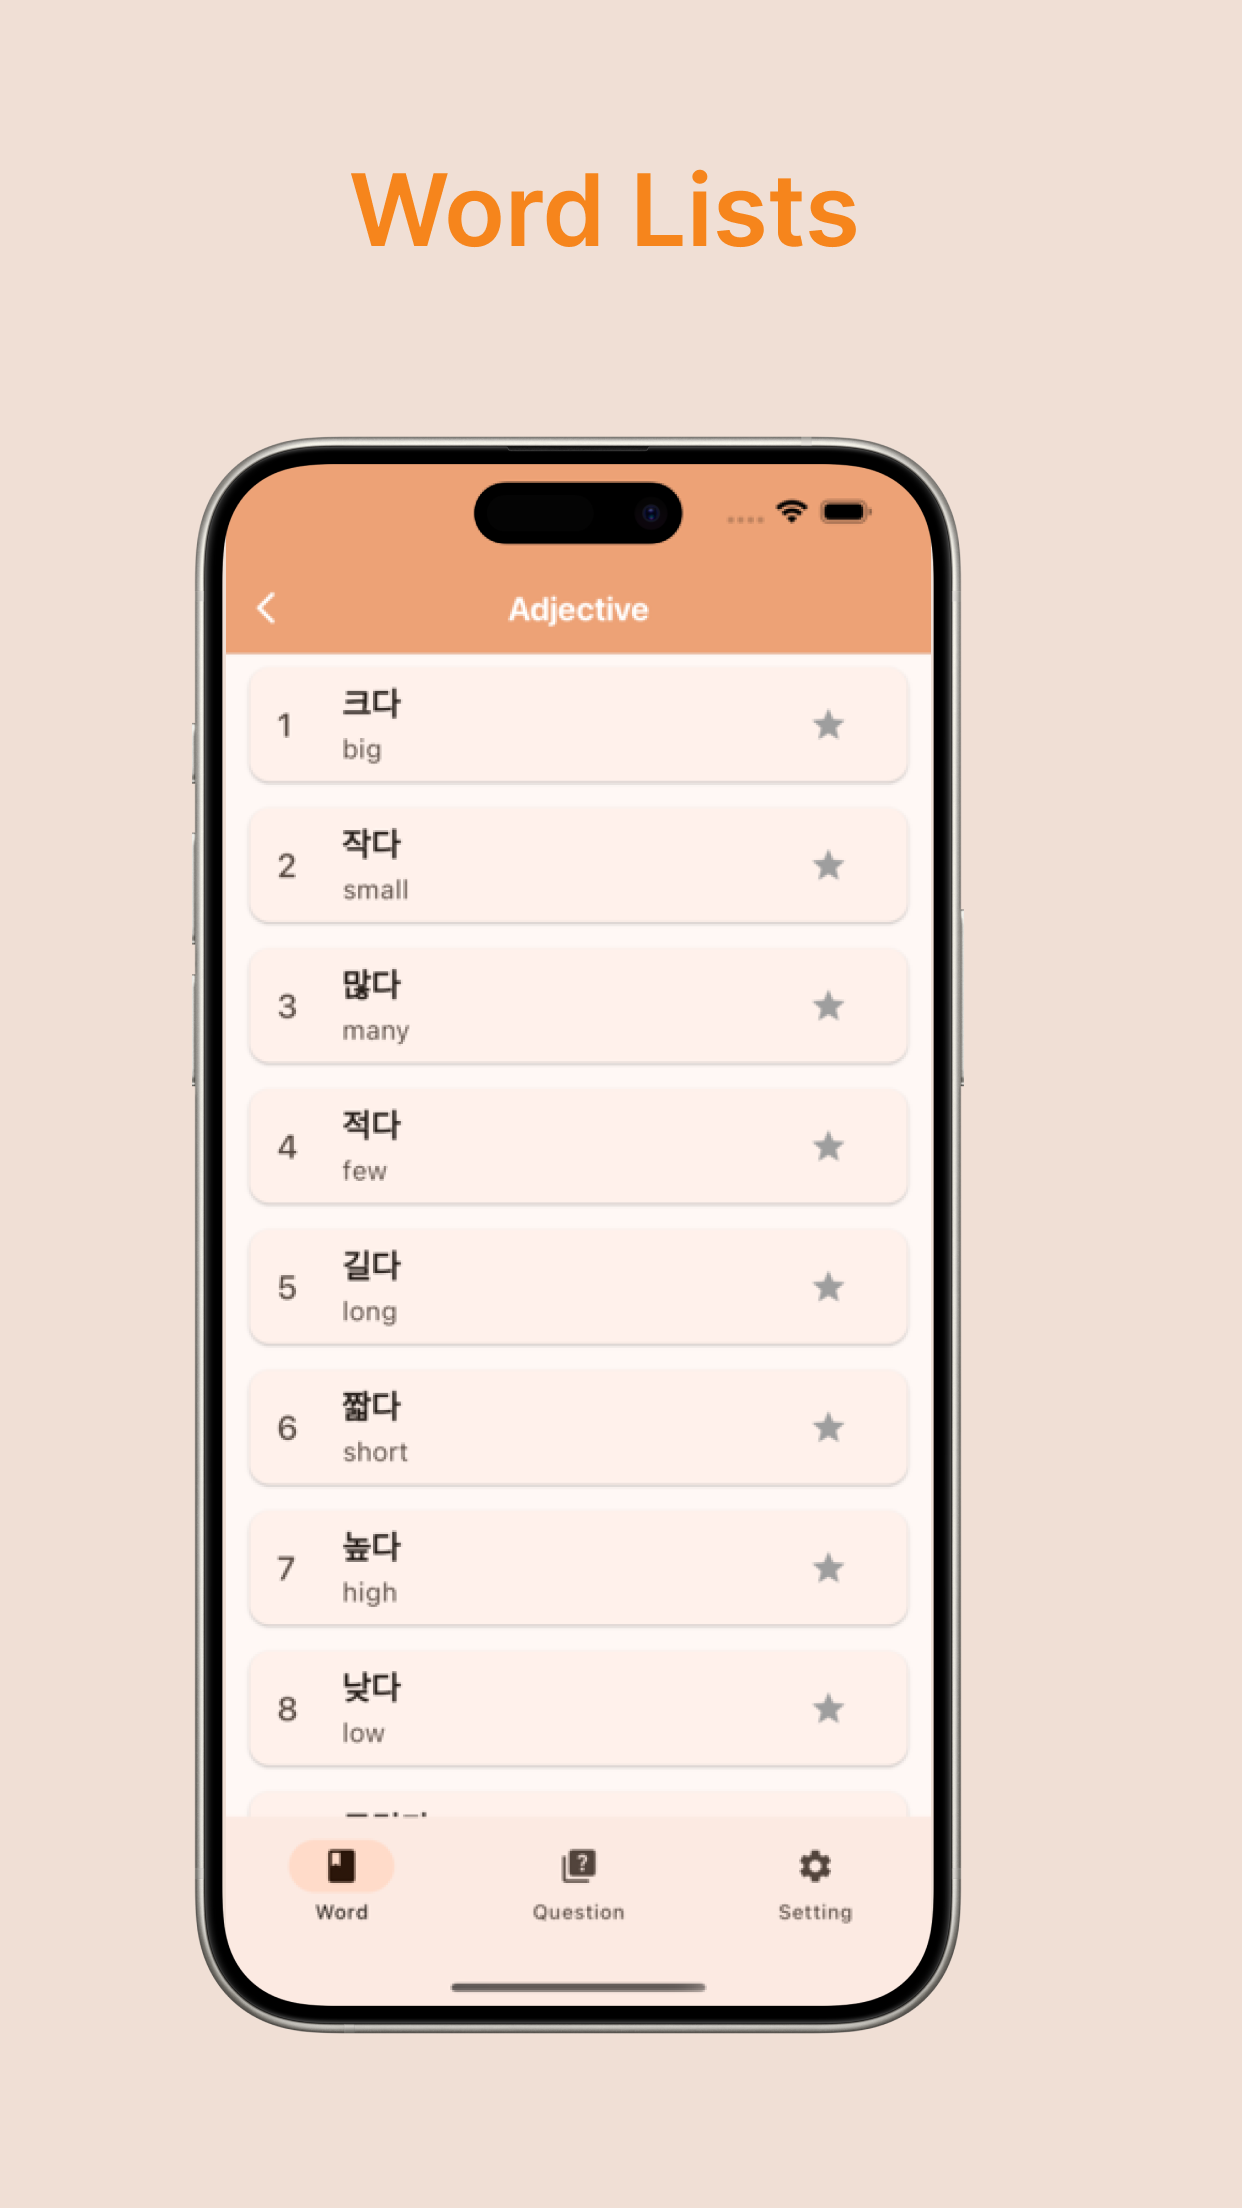 Word Lists
Adjective
1
크다
big
2
작다
small
3
많다
many
4
적다
few
5
길다
long
6
짧다
short
7
높다
high
8
낮다
low
Word
Question
Setting